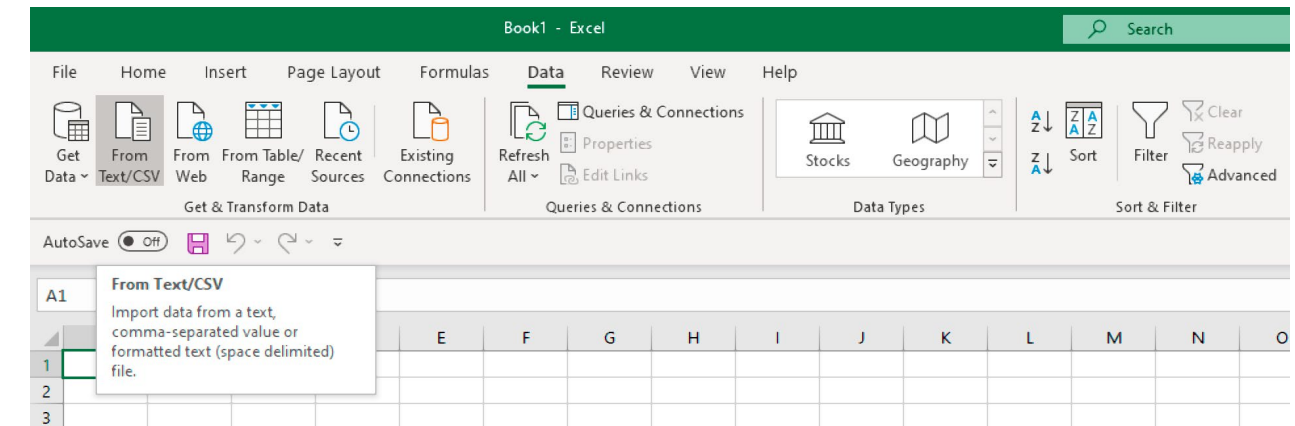 Book1 - Excel
Search
File Home Insert Page Layout Formulas Data Review View Help
Get Data
From Text/CSV
From Web
From Table/ Range
Recent Sources
Existing Connections
Get & Transform Data
Refresh All
Queries & Connections
Properties
Edit Links
Queries & Connections
Stocks
Geography
Data Types
A Z
Z A
Z A
A Z
Sort
Filter
Clear
Reapply
Advanced
Sort & Filter
AutoSave Off
A1
From Text/CSV
Import data from a text,
comma-separated value or
formatted text (space delimited)
file.
E F G H I J K L M N O
1
2
3